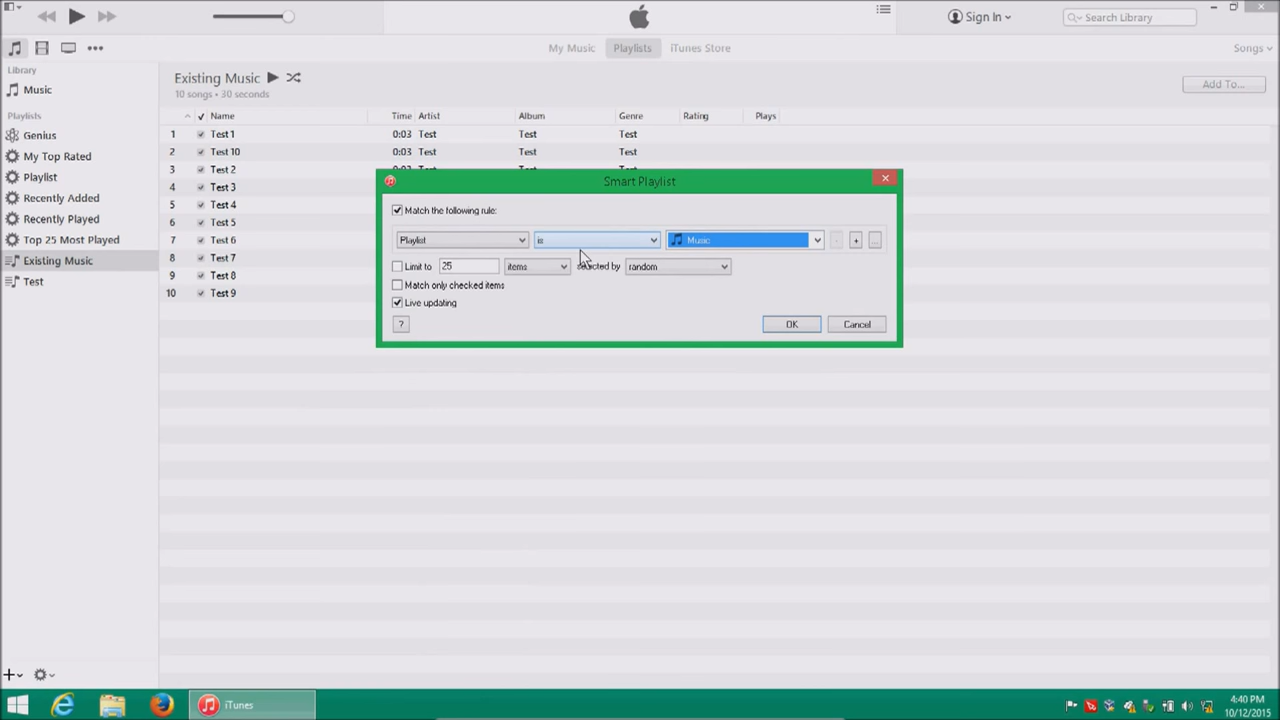 Sign In
Search Library
My Music
Playlists
iTunes Store
Songs
Library
Music
Playlists
Genius
My Top Rated
Playlist
Recently Added
Recently Played
Top 25 Most Played
Existing Music
Test
Existing Music
10 songs • 30 seconds
Add To...
Name Time Artist Album Genre Rating Plays
1 Test 1 0:03 Test Test Test
2 Test 10 0:03 Test Test Test
3 Test 2
4 Test 3
5 Test 4
6 Test 5
7 Test 6
8 Test 7
9 Test 8
10 Test 9
Smart Playlist
Match the following rule:
Playlist is Music
Limit to 25 items selected by random
Match only checked items
Live updating
? OK Cancel
iTunes
4:40 PM
10/12/2015